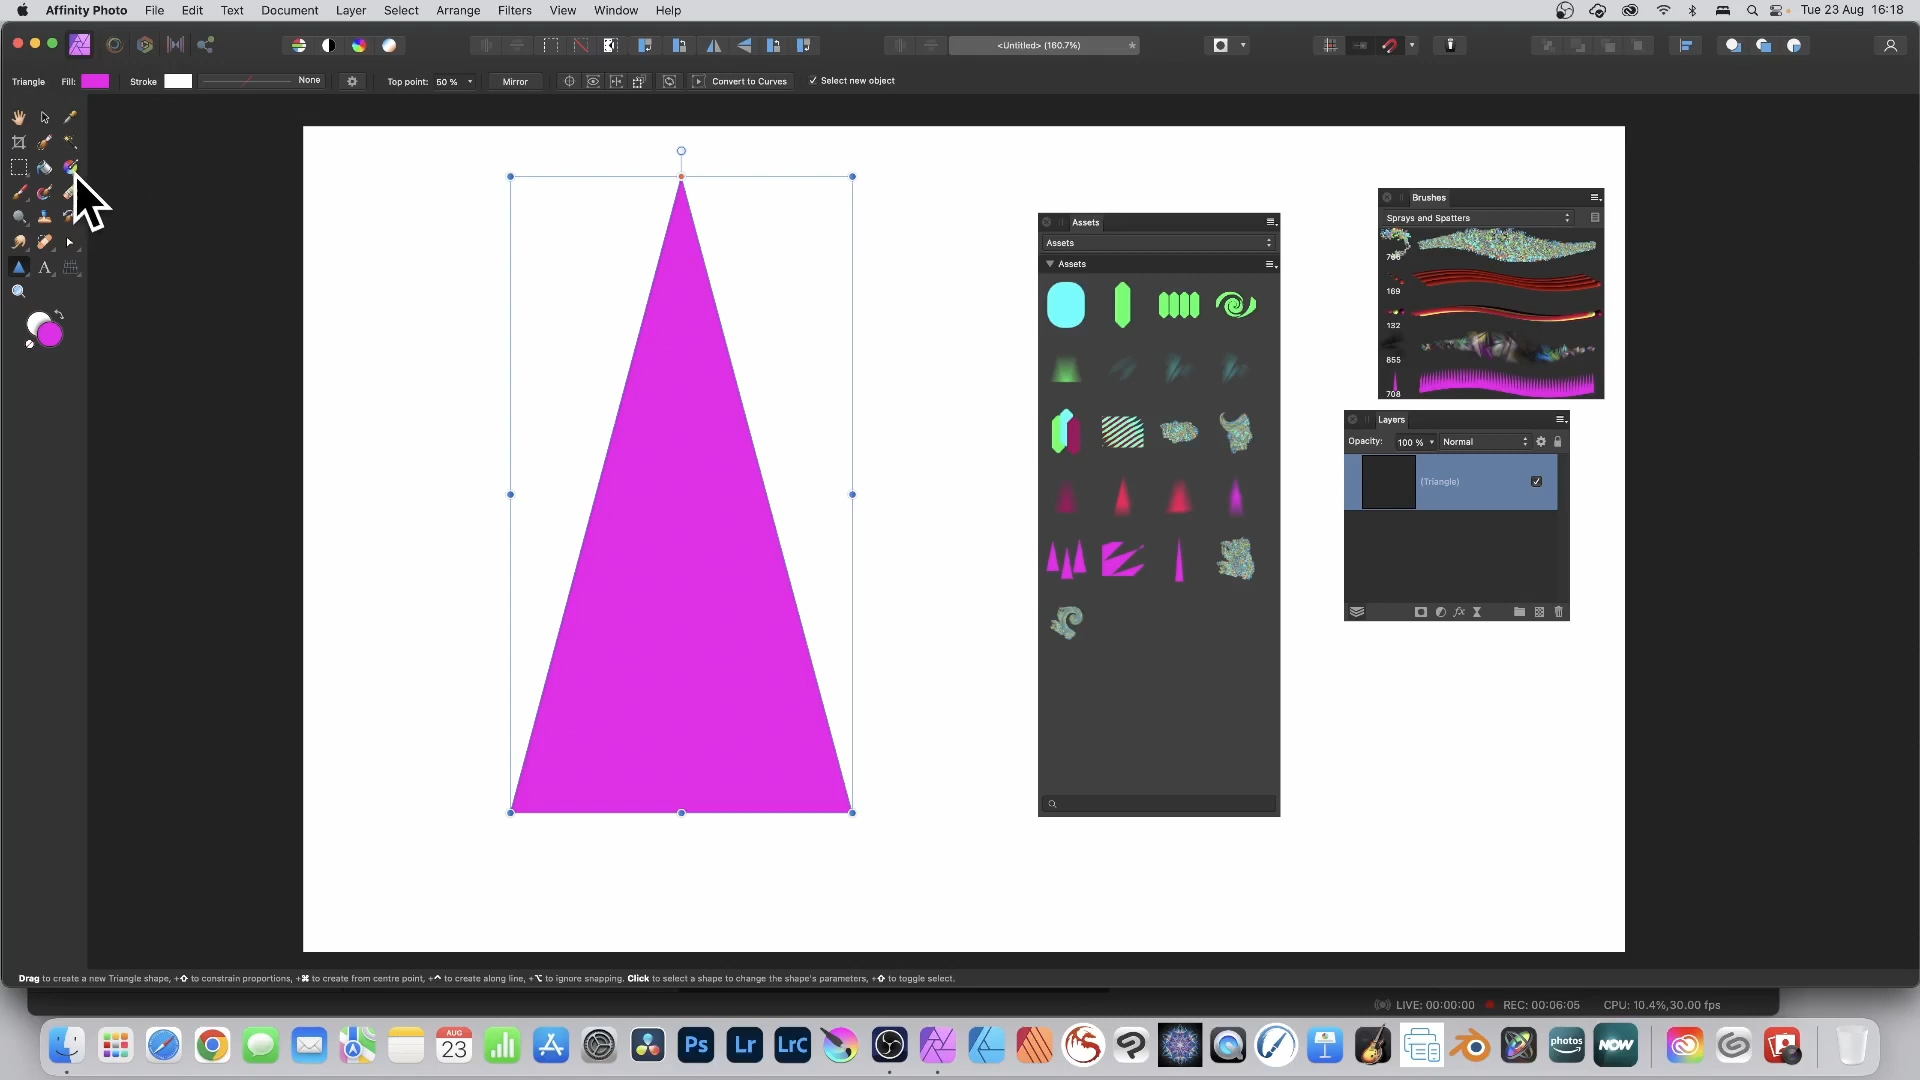 Affinity Photo File Edit Text Document Layer Select Arrange Filters View Window Help Tue 23 Aug 16:18
<Untitled> (160.7%)
Triangle Fill: Stroke None Top point: 50 % Mirror Convert to Curves Select new object
Brushes
Sprays and Spatters
706
169
132
855
708
Assets
Assets
Assets
Layers
Opacity: 100 % Normal
(Triangle)
fx
A
Drag to create a new Triangle shape, +⇧ to constrain proportions, +⌘ to create from centre point, +⌃ to create along line, +⌥ to ignore snapping. Click to select a shape to change the shape's parameters, +⇧ to toggle select.
LIVE: 00:00:00 REC: 00:06:05 CPU: 10.4%,30.00 fps
AUG
23
Ps
Lr
LrC
photos
NOW